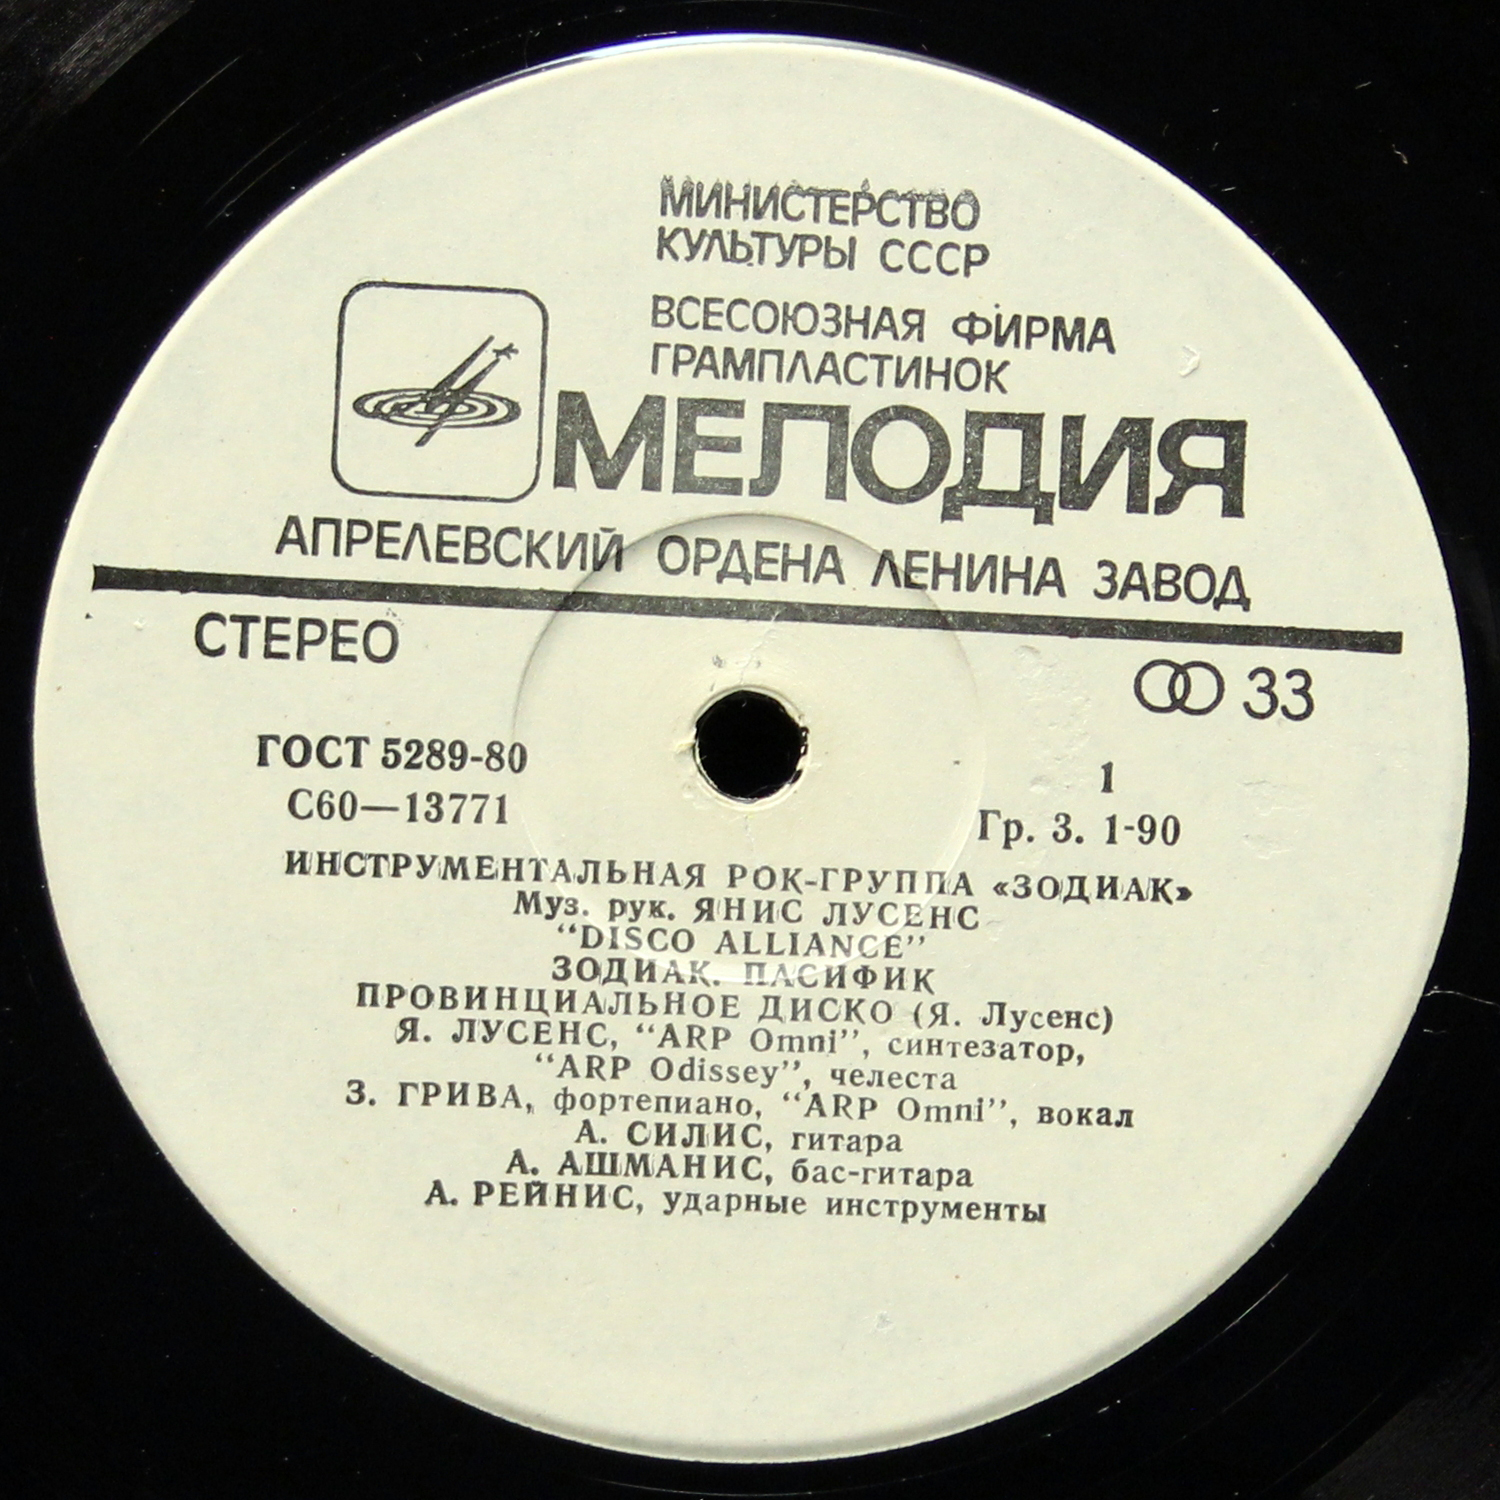 МИНИСТЕРСТВО
КУЛЬТУРЫ СССР
ВСЕСОЮЗНАЯ ФИРМА
ГРАМПЛАСТИНОК
МЕЛОДИЯ
АПРЕЛЕВСКИЙ ОРДЕНА ЛЕНИНА ЗАВОД
СТЕРЕО
33
ГОСТ 5289-80
1
С60—13771
Гр. 3. 1-90
ИНСТРУМЕНТАЛЬНАЯ РОК-ГРУППА «ЗОДИАК»
Муз. рук. ЯНИС ЛУСЕНС
“DISCO ALLIANCE”
ЗОДИАК. ПАСИФИК
ПРОВИНЦИАЛЬНОЕ ДИСКО (Я. Лусенс)
Я. ЛУСЕНС, “ARP Omni”, синтезатор,
“ARP Odissey”, челеста
З. ГРИВА, фортепиано, “ARP Omni”, вокал
А. СИЛИС, гитара
А. АШМАНИС, бас-гитара
А. РЕЙНИС, ударные инструменты